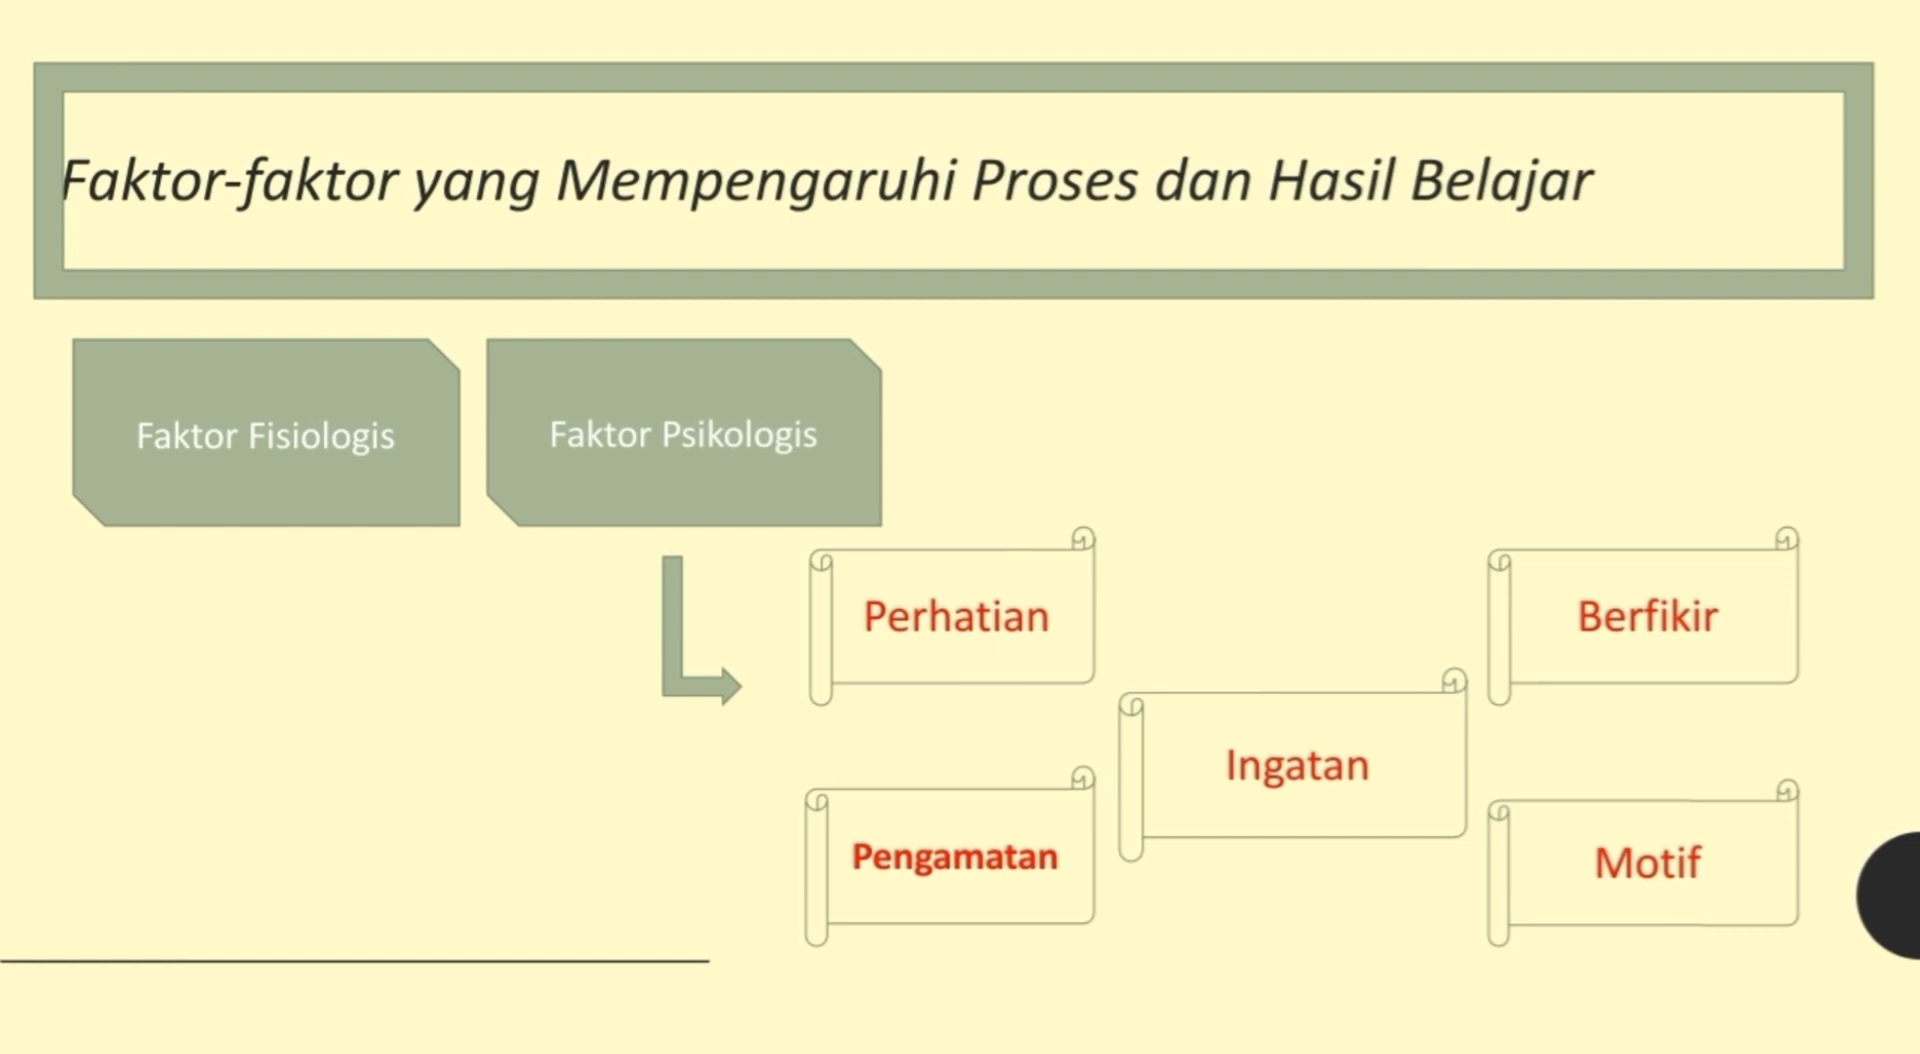 Faktor-faktor yang Mempengaruhi Proses dan Hasil Belajar
Faktor Fisiologis
Faktor Psikologis
Perhatian
Berfikir
Ingatan
Pengamatan
Motif